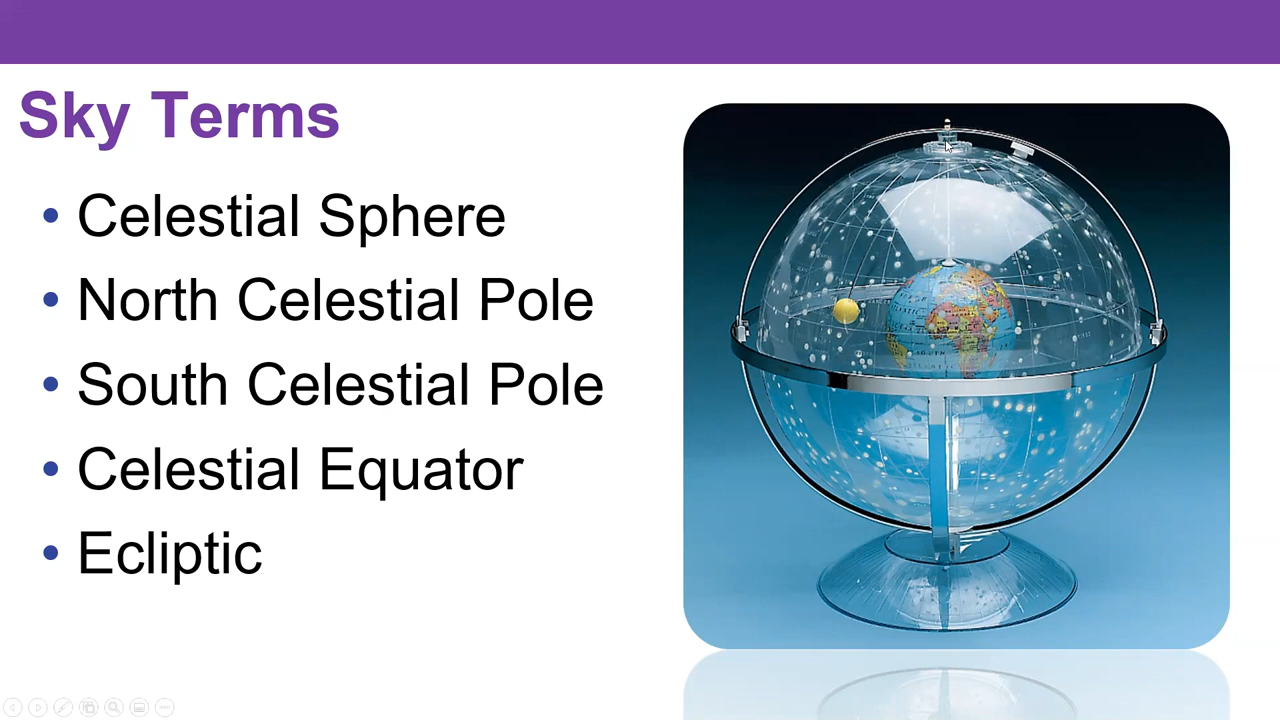 Sky Terms
• Celestial Sphere
• North Celestial Pole
• South Celestial Pole
• Celestial Equator
• Ecliptic